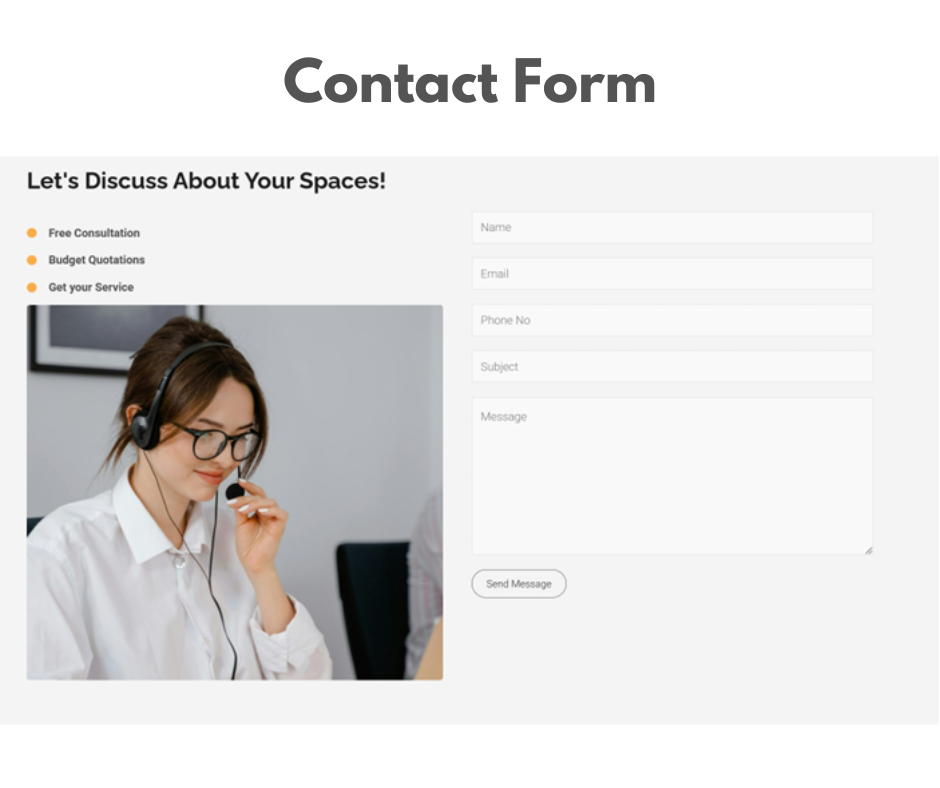 Contact Form
Let's Discuss About Your Spaces!
Free Consultation
Budget Quotations
Get your Service
Name
Email
Phone No
Subject
Message
Send Message